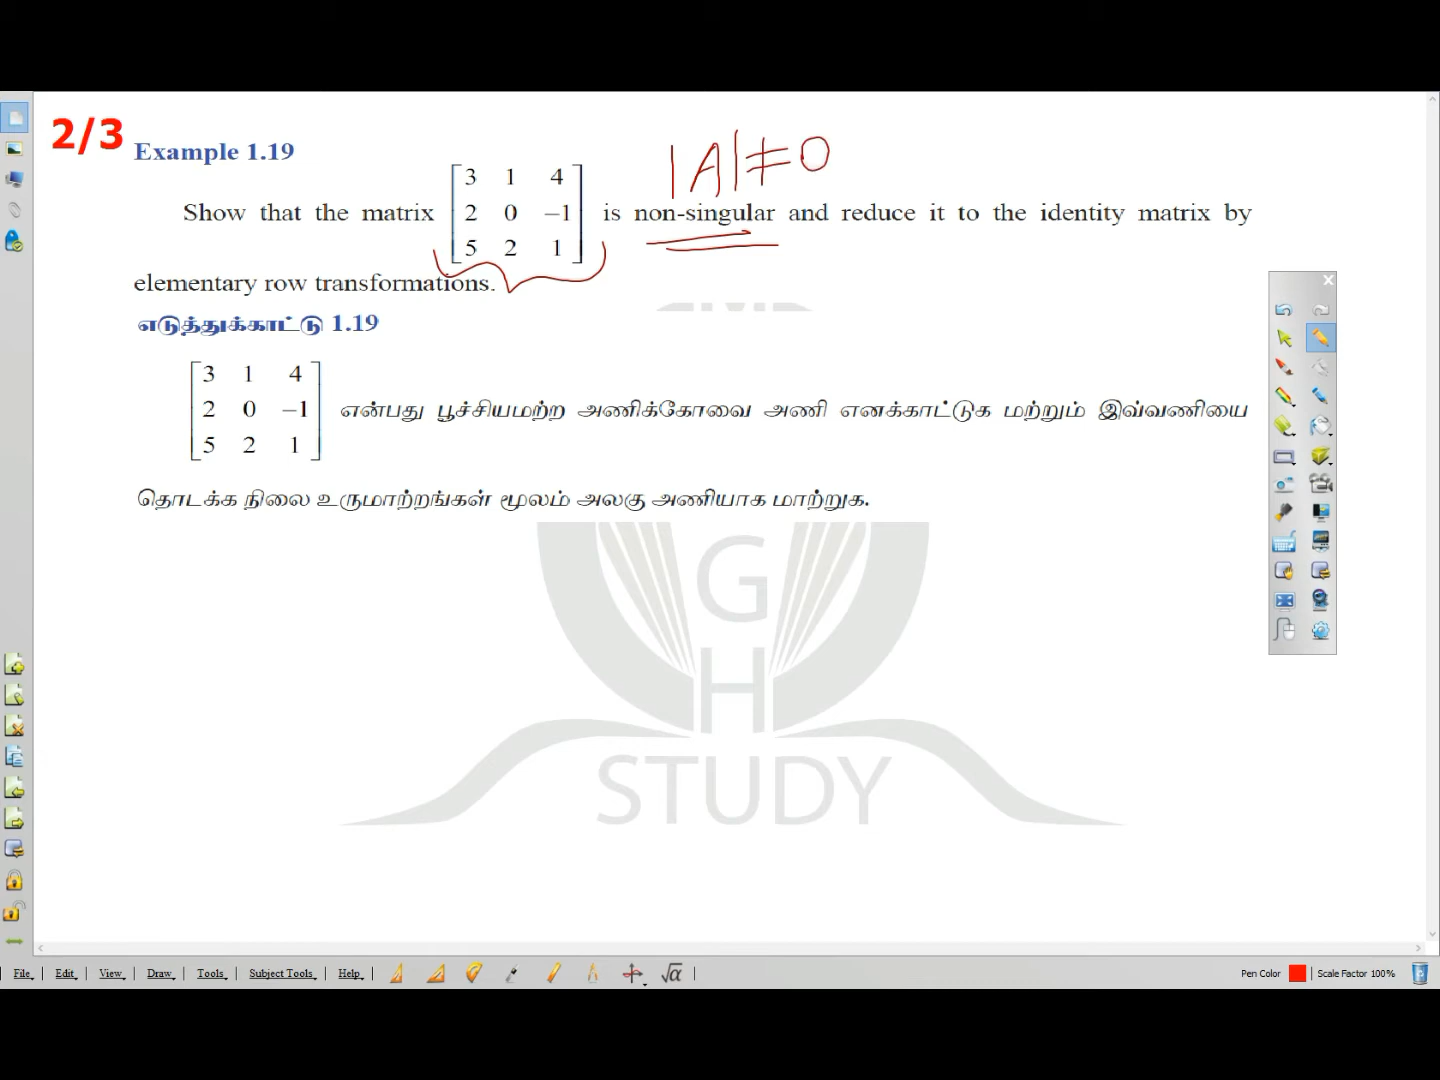 2/3
Example 1.19
|A| ≠ 0
3 1 4
Show that the matrix 2 0 –1 is non-singular and reduce it to the identity matrix by
5 2 1
elementary row transformations.
எடுத்துக்காட்டு 1.19
3 1 4
2 0 –1 என்பது பூச்சியமற்ற அணிக்கோவை அணி எனக்காட்டுக மற்றும் இவ்வணியை
5 2 1
தொடக்க நிலை உருமாற்றங்கள் மூலம் அலகு அணியாக மாற்றுக.
G
H
STUDY
File Edit View Draw Tools Subject Tools Help √α Pen Color Scale Factor 100%